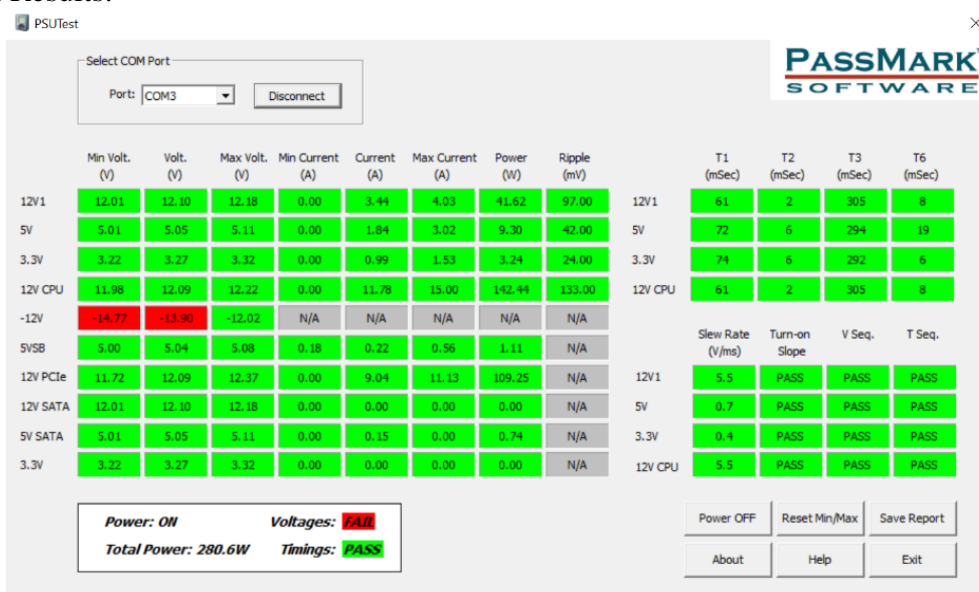 Results:
PSUTest
Select COM Port
Port: COM3 Disconnect
PASSMARK
SOFTWARE
Min Volt. (V) Volt. (V) Max Volt. (V) Min Current (A) Current (A) Max Current (A) Power (W) Ripple (mV)
12V1 12.01 12.10 12.18 0.00 3.44 4.03 41.62 97.00
5V 5.01 5.05 5.11 0.00 1.84 3.02 9.30 42.00
3.3V 3.22 3.27 3.32 0.00 0.99 1.53 3.24 24.00
12V CPU 11.98 12.09 12.22 0.00 11.78 15.00 142.44 133.00
-12V -14.77 -13.90 -12.02 N/A N/A N/A N/A N/A
5VSB 5.00 5.04 5.08 0.18 0.22 0.56 1.11 N/A
12V PCIe 11.72 12.09 12.37 0.00 9.04 11.13 109.25 N/A
12V SATA 12.01 12.10 12.18 0.00 0.00 0.00 0.00 N/A
5V SATA 5.01 5.05 5.11 0.00 0.15 0.00 0.74 N/A
3.3V 3.22 3.27 3.32 0.00 0.00 0.00 0.00 N/A
T1 (mSec) T2 (mSec) T3 (mSec) T6 (mSec)
12V1 61 2 305 8
5V 72 6 294 19
3.3V 74 6 292 6
12V CPU 61 2 305 8
Slew Rate (V/ms) Turn-on Slope V Seq. T Seq.
12V1 5.5 PASS PASS PASS
5V 0.7 PASS PASS PASS
3.3V 0.4 PASS PASS PASS
12V CPU 5.5 PASS PASS PASS
Power: ON Voltages: FAIL
Total Power: 280.6W Timings: PASS
Power OFF Reset Min/Max Save Report
About Help Exit